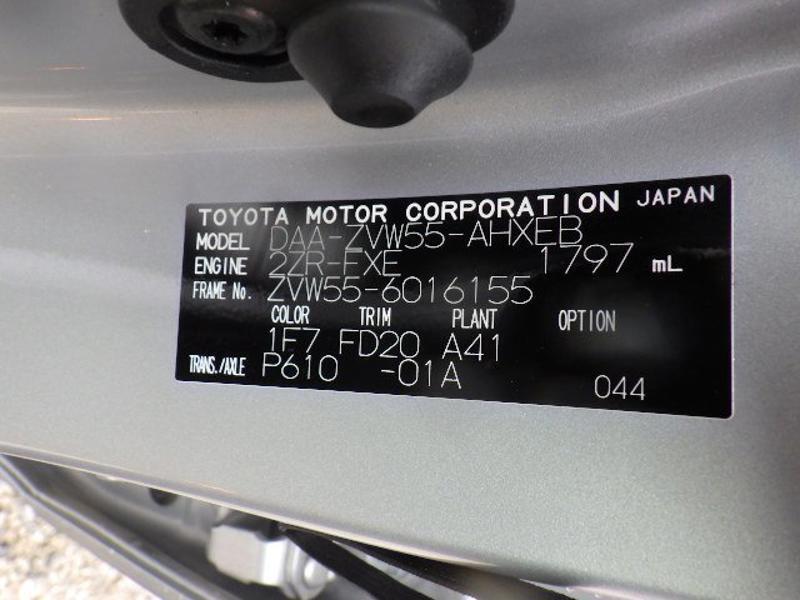 TOYOTA MOTOR CORPORATION JAPAN
MODEL DAA-ZVW55-AHXEB
ENGINE 2ZR-FXE 1797 mL
FRAME No. ZVW55-6016155
COLOR TRIM PLANT OPTION
1F7 FD20 A41
TRANS./AXLE P610 -01A 044